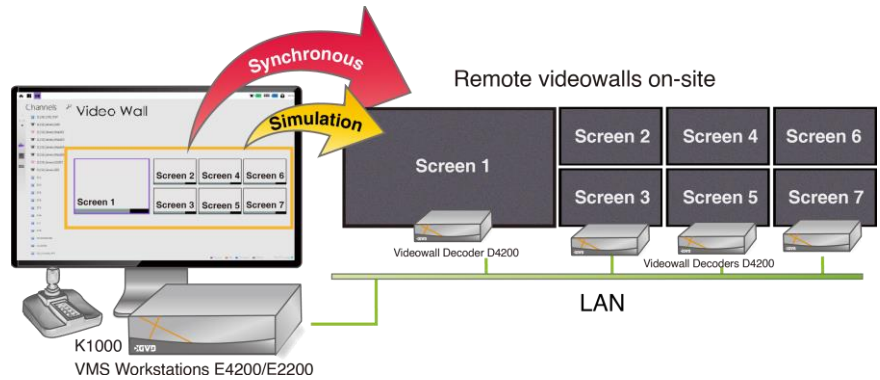 Synchronous
Simulation
Remote videowalls on-site
Channels
Video Wall
Screen 1
Screen 2
Screen 4
Screen 6
Screen 3
Screen 5
Screen 7
Screen 1
Screen 2
Screen 4
Screen 6
Screen 3
Screen 5
Screen 7
Videowall Decoder D4200
Videowall Decoders D4200
LAN
K1000
GVD
VMS Workstations E4200/E2200